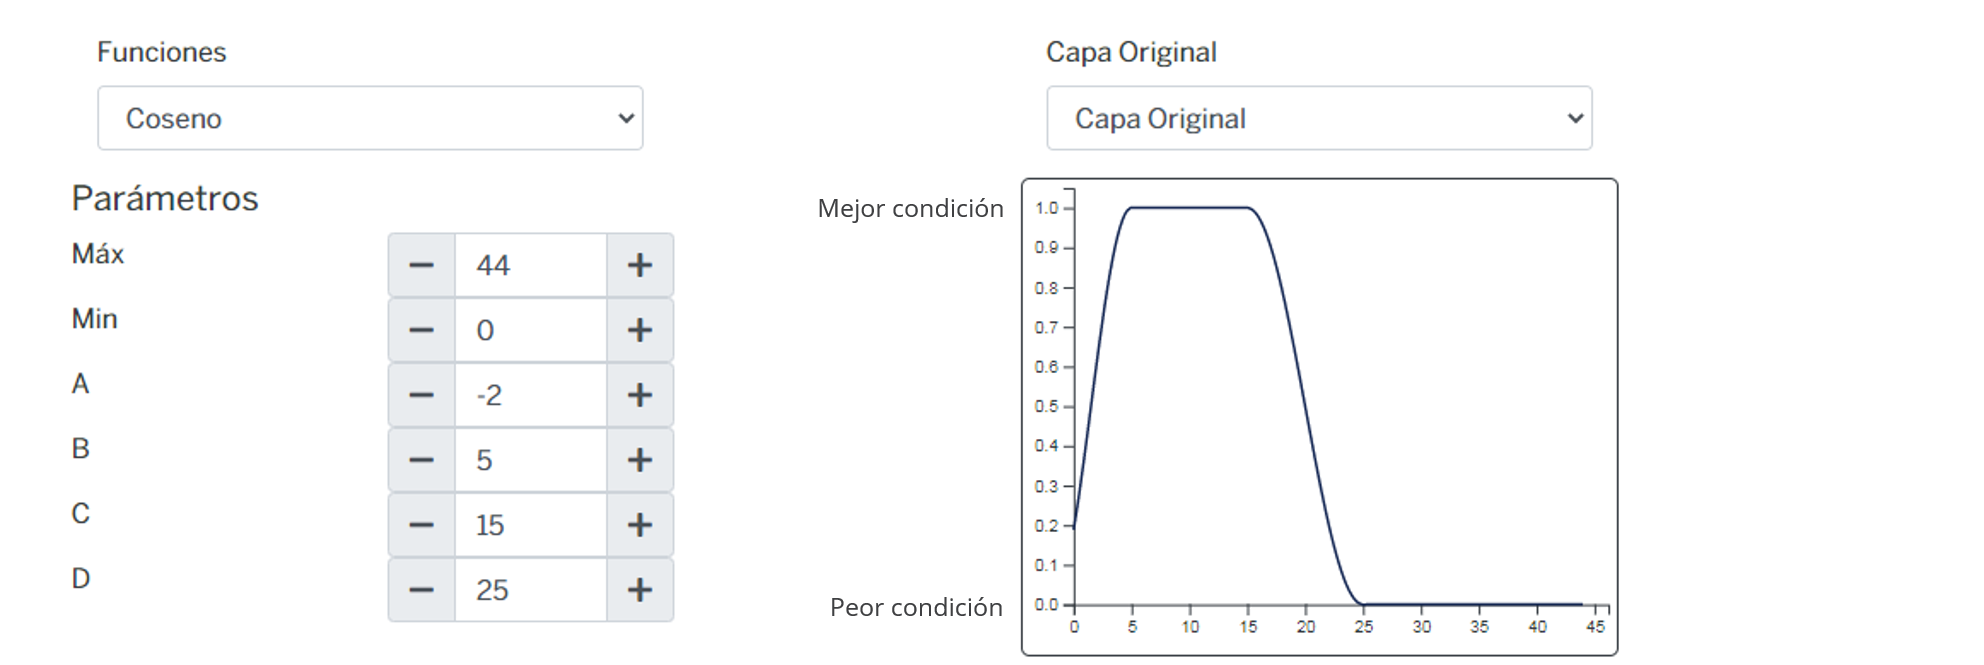 Funciones
Coseno
Parámetros
Máx
44
Min
0
A
-2
B
5
C
15
D
25
Capa Original
Capa Original
Mejor condición
Peor condición
1.0
0.9
0.8
0.7
0.6
0.5
0.4
0.3
0.2
0.1
0.0
0 5 10 15 20 25 30 35 40 45